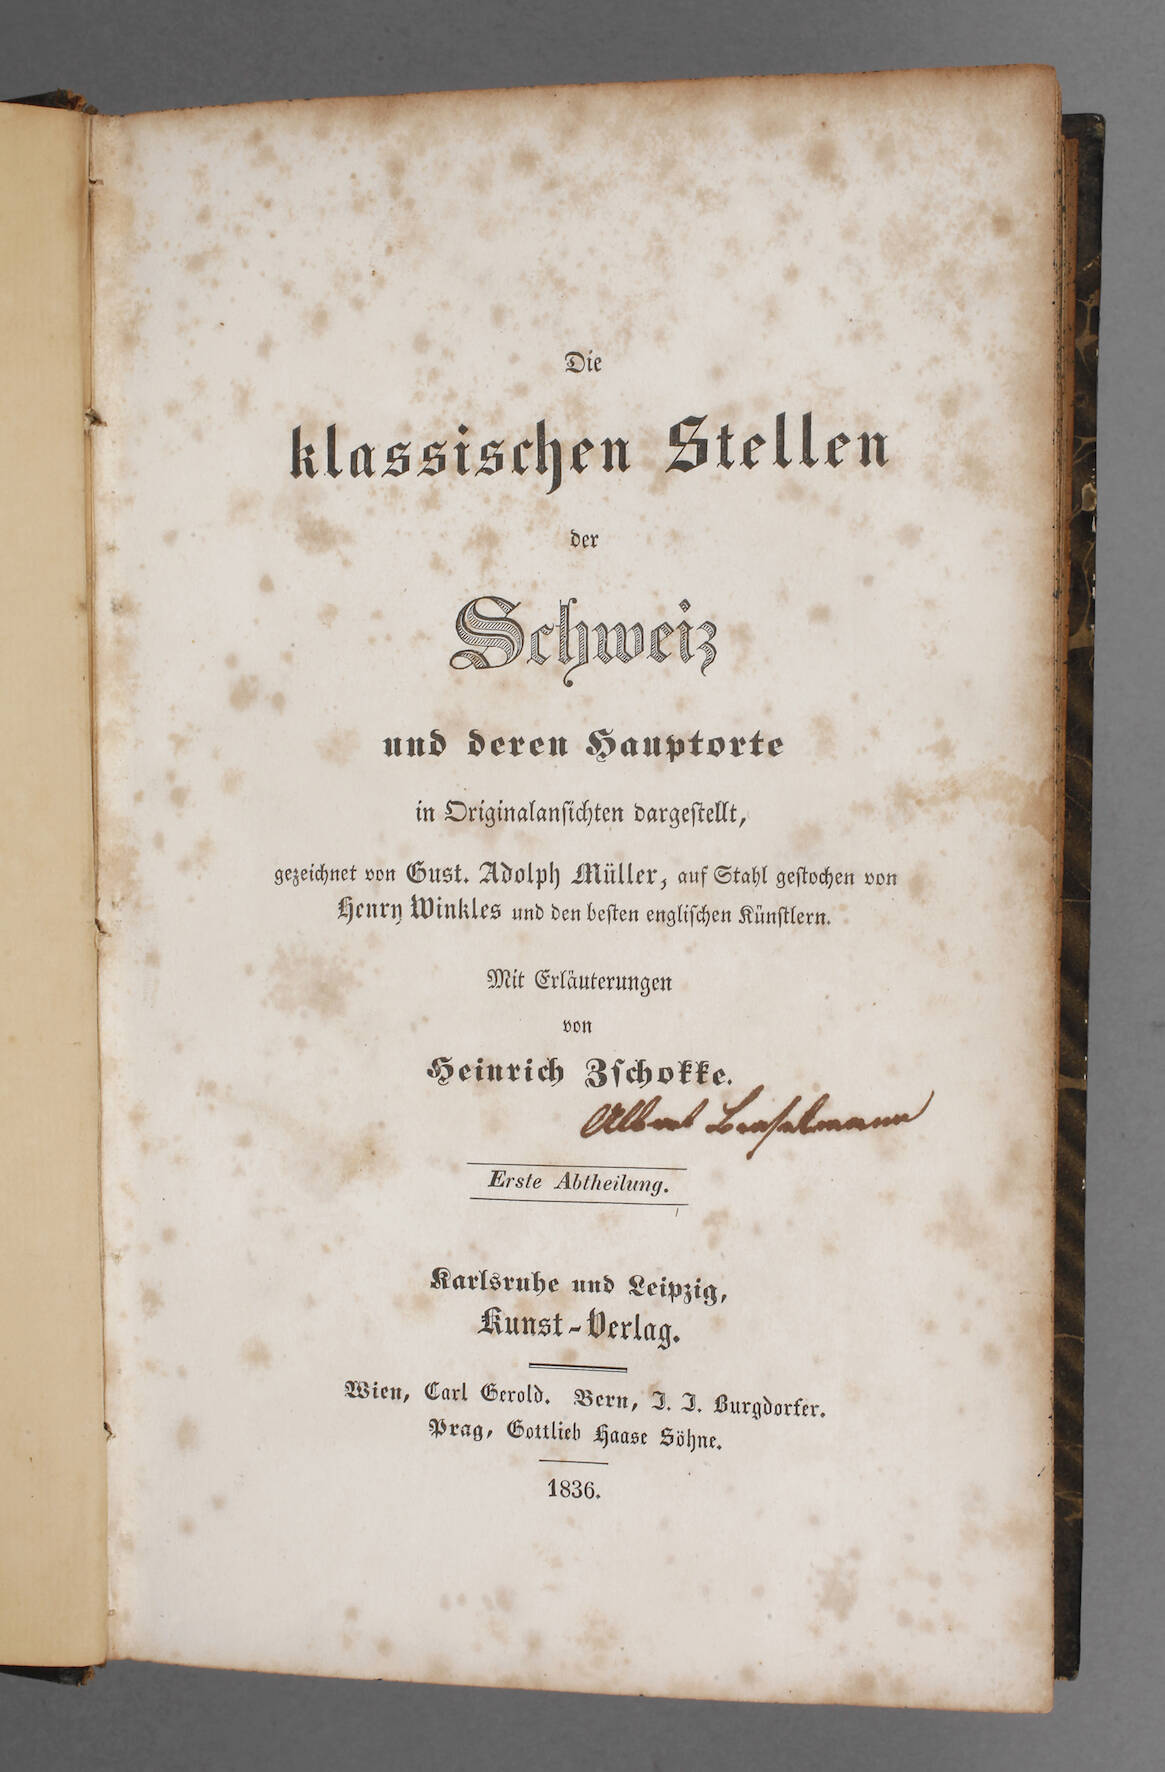 Die
klassischen Stellen
der
Schweiz
und deren Hauptorte
in Originalansichten dargestellt,
gezeichnet von Gust. Adolph Müller, auf Stahl gestochen von
Henry Winkles und den besten englischen Künstlern.
Mit Erläuterungen
von
Heinrich Zschokke.
Albert
Erste Abtheilung.
Karlsruhe und Leipzig,
Kunst-Verlag.
Wien, Carl Gerold. Bern, J. J. Burgdorfer.
Prag, Gottlieb Haase Söhne.
1836.